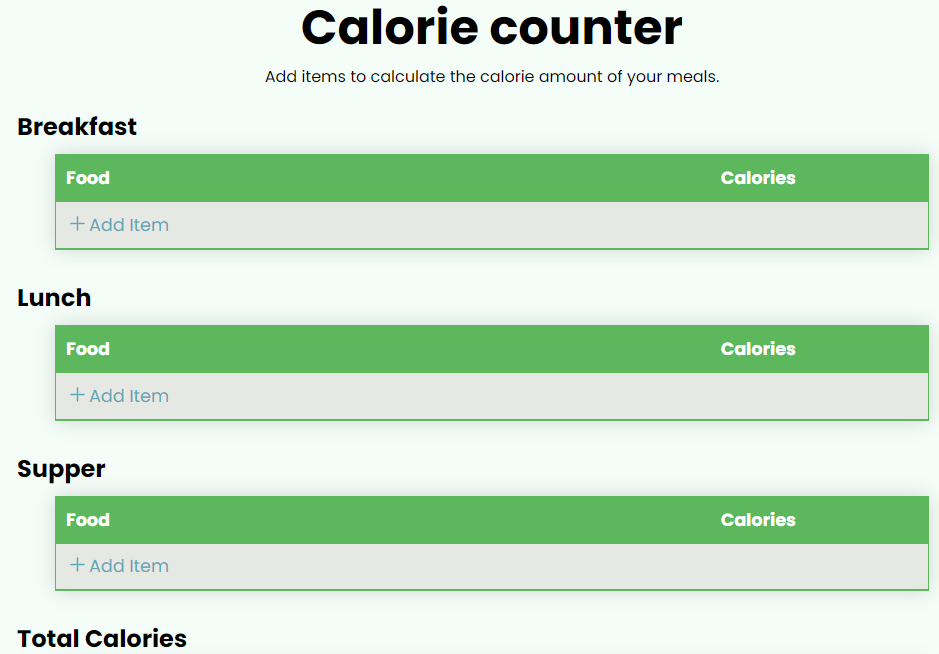 Calorie counter
Add items to calculate the calorie amount of your meals.
Breakfast
Food Calories
+ Add Item
Lunch
Food Calories
+ Add Item
Supper
Food Calories
+ Add Item
Total Calories